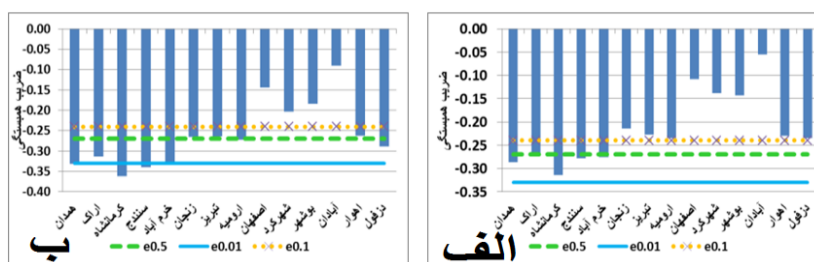 0.00
-0.05
-0.10
-0.15
-0.20
-0.25
-0.30
-0.35
-0.40
ضریب همبستگی
همدان
اراک
کرمانشاه
سنندج
خرم آباد
زنجان
تبریز
ارومیه
اصفهان
شهرکرد
بوشهر
آبادان
اهواز
دزفول
e0.5 e0.01 e0.1
ب
0.00
-0.05
-0.10
-0.15
-0.20
-0.25
-0.30
-0.35
ضریب همبستگی
همدان
اراک
کرمانشاه
سنندج
خرم آباد
زنجان
تبریز
ارومیه
اصفهان
شهرکرد
بوشهر
آبادان
اهواز
دزفول
e0.5 e0.01 e0.1
الف